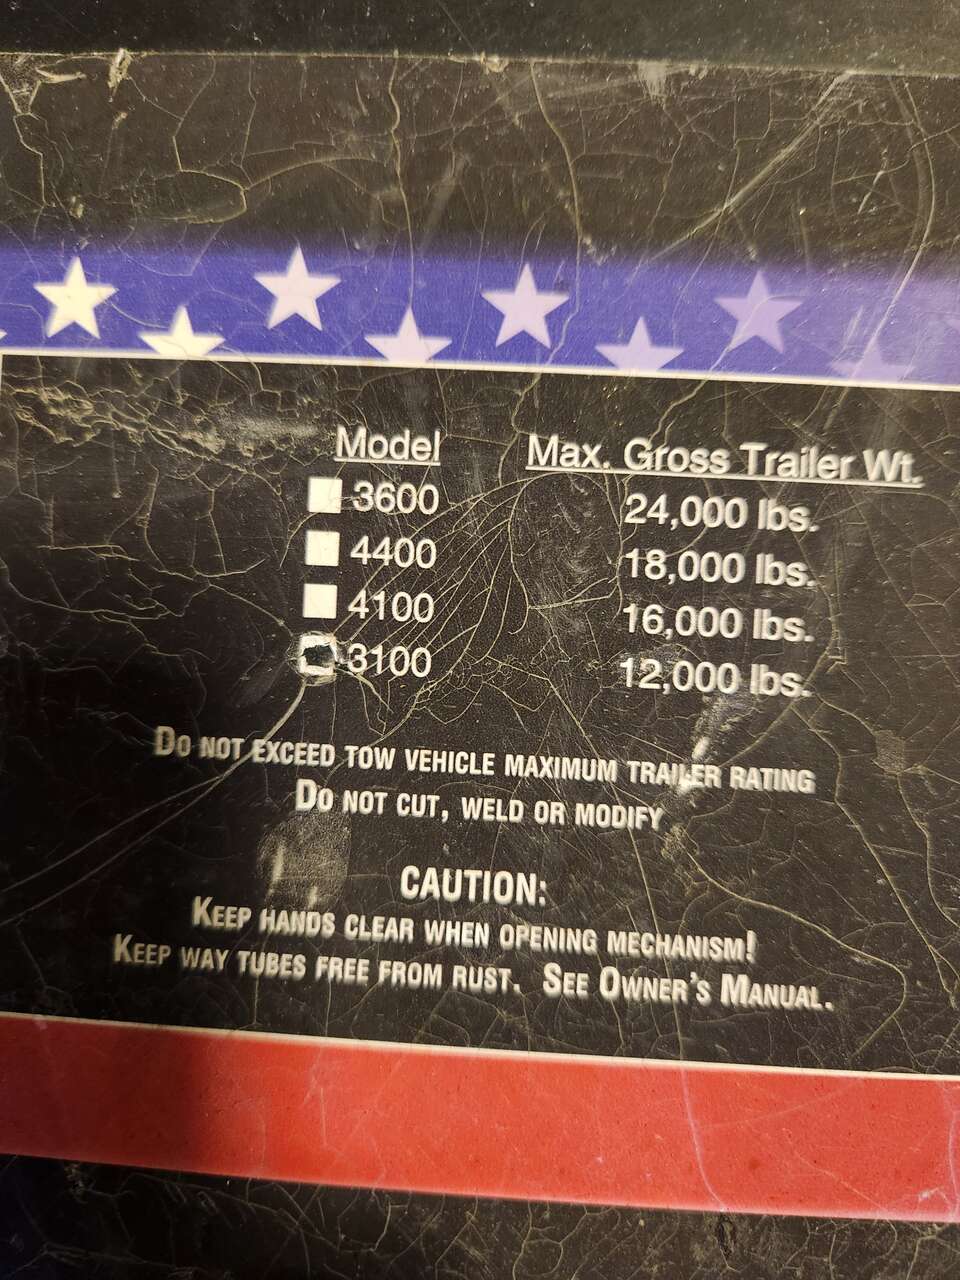 Model Max. Gross Trailer Wt.
3600 24,000 lbs.
4400 18,000 lbs.
4100 16,000 lbs.
3100 12,000 lbs.
DO NOT EXCEED TOW VEHICLE MAXIMUM TRAILER RATING
DO NOT CUT, WELD OR MODIFY
CAUTION:
KEEP HANDS CLEAR WHEN OPENING MECHANISM!
KEEP WAY TUBES FREE FROM RUST. SEE OWNER'S MANUAL.